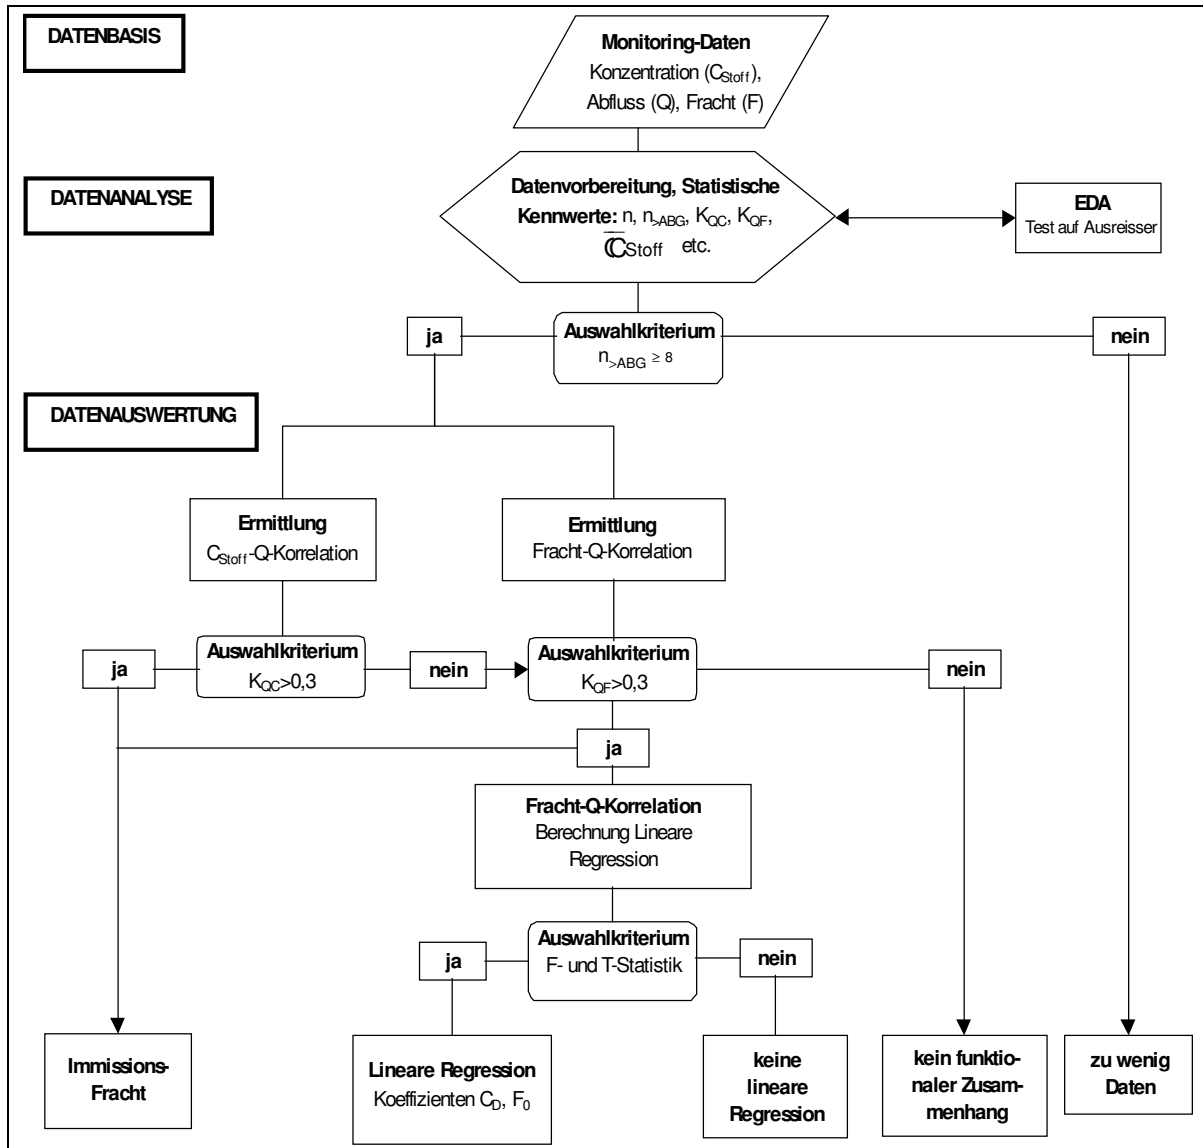 DATENBASIS
Monitoring-Daten
Konzentration (C_Stoff),
Abfluss (Q), Fracht (F)
DATENANALYSE
Datenvorbereitung, Statistische
Kennwerte: n, n_>ABG, K_QC, K_QF,
C_Stoff etc.
EDA
Test auf Ausreisser
ja
Auswahlkriterium
n_>ABG ≥ 8
nein
DATENAUSWERTUNG
Ermittlung
C_Stoff-Q-Korrelation
Ermittlung
Fracht-Q-Korrelation
ja
Auswahlkriterium
K_QC>0,3
nein
Auswahlkriterium
K_QF>0,3
nein
ja
Fracht-Q-Korrelation
Berechnung Lineare
Regression
ja
Auswahlkriterium
F- und T-Statistik
nein
Immissions-
Fracht
Lineare Regression
Koeffizienten C_D, F_0
keine
lineare
Regression
kein funktio-
naler Zusam-
menhang
zu wenig
Daten